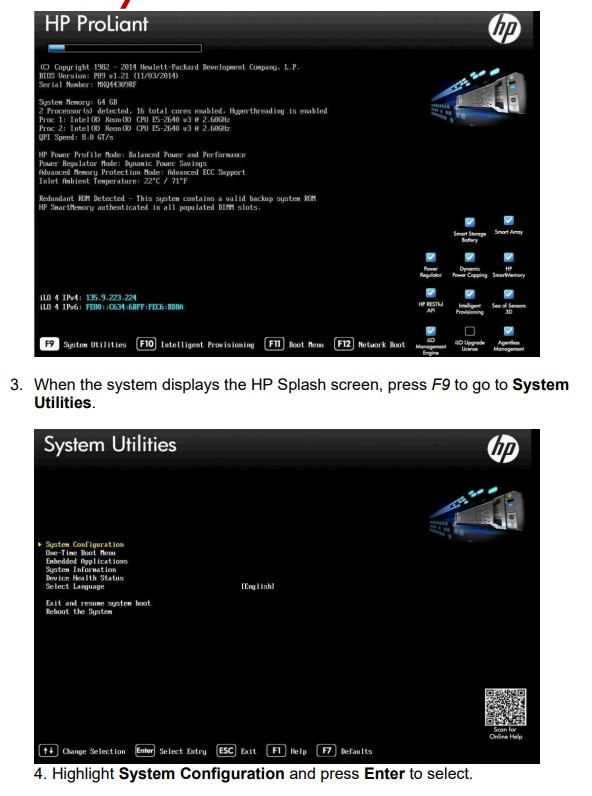 HP ProLiant
hp
(C) Copyright 1982 - 2014 Hewlett-Packard Development Company, L.P.
BIOS Version: P89 v1.21 (11/03/2014)
Serial Number: MXQ44309RF
System Memory: 64 GB
2 Processor(s) detected, 16 total cores enabled, Hyperthreading is enabled
Proc 1: Intel(R) Xeon(R) CPU E5-2640 v3 @ 2.60GHz
Proc 2: Intel(R) Xeon(R) CPU E5-2640 v3 @ 2.60GHz
QPI Speed: 8.0 GT/s
HP Power Profile Mode: Balanced Power and Performance
Power Regulator Mode: Dynamic Power Savings
Advanced Memory Protection Mode: Advanced ECC Support
Inlet Ambient Temperature: 22°C / 71°F
Redundant ROM Detected - This system contains a valid backup system ROM
HP SmartMemory authenticated in all populated DIMM slots.
Smart Storage Battery
Smart Array
Power Regulator
Dynamic Power Capping
HP SmartMemory
HP RESTful API
Intelligent Provisioning
Sea of Sensors 3D
iLO Management Engine
iLO Upgrade License
Agentless Management
iLO 4 IPv4: 135.9.223.224
iLO 4 IPv6: FE80::C634:6BFF:FEC6:
F9 System Utilities F10 Intelligent Provisioning F11 Boot Menu F12 Network Boot
3. When the system displays the HP Splash screen, press F9 to go to System
Utilities.
System Utilities
hp
System Configuration
One-Time Boot Menu
Embedded Applications
System Information
Device Health Status
Select Language [English]
Exit and resume system boot
Reboot the System
Scan for
Online Help
↑↓ Change Selection Enter Select Entry ESC Exit F1 Help F7 Defaults
4. Highlight System Configuration and press Enter to select.